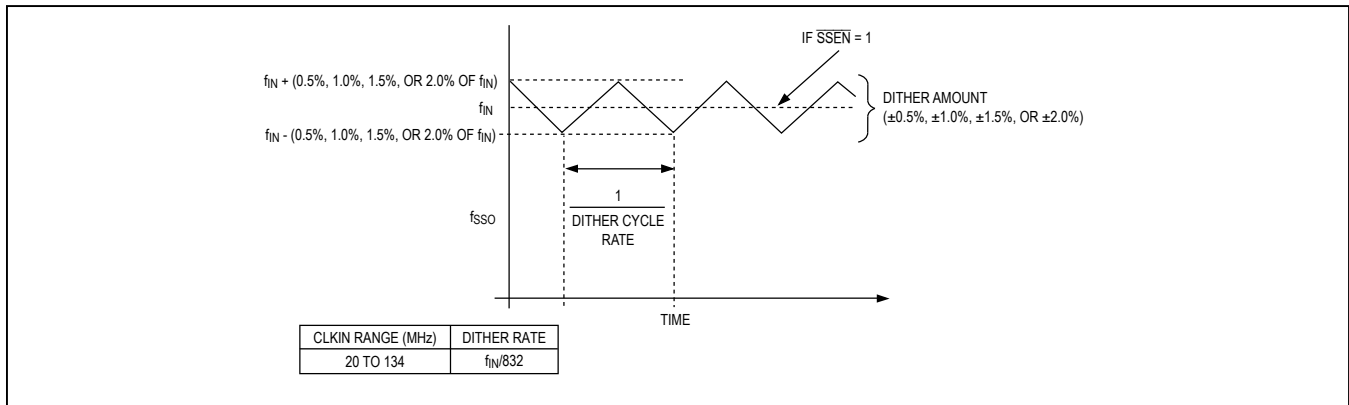 IF SSEN = 1
fIN + (0.5%, 1.0%, 1.5%, OR 2.0% OF fIN)
fIN
fIN - (0.5%, 1.0%, 1.5%, OR 2.0% OF fIN)
DITHER AMOUNT
(±0.5%, ±1.0%, ±1.5%, OR ±2.0%)
fSSO
1
DITHER CYCLE
RATE
TIME
CLKIN RANGE (MHz) DITHER RATE
20 TO 134 fIN/832